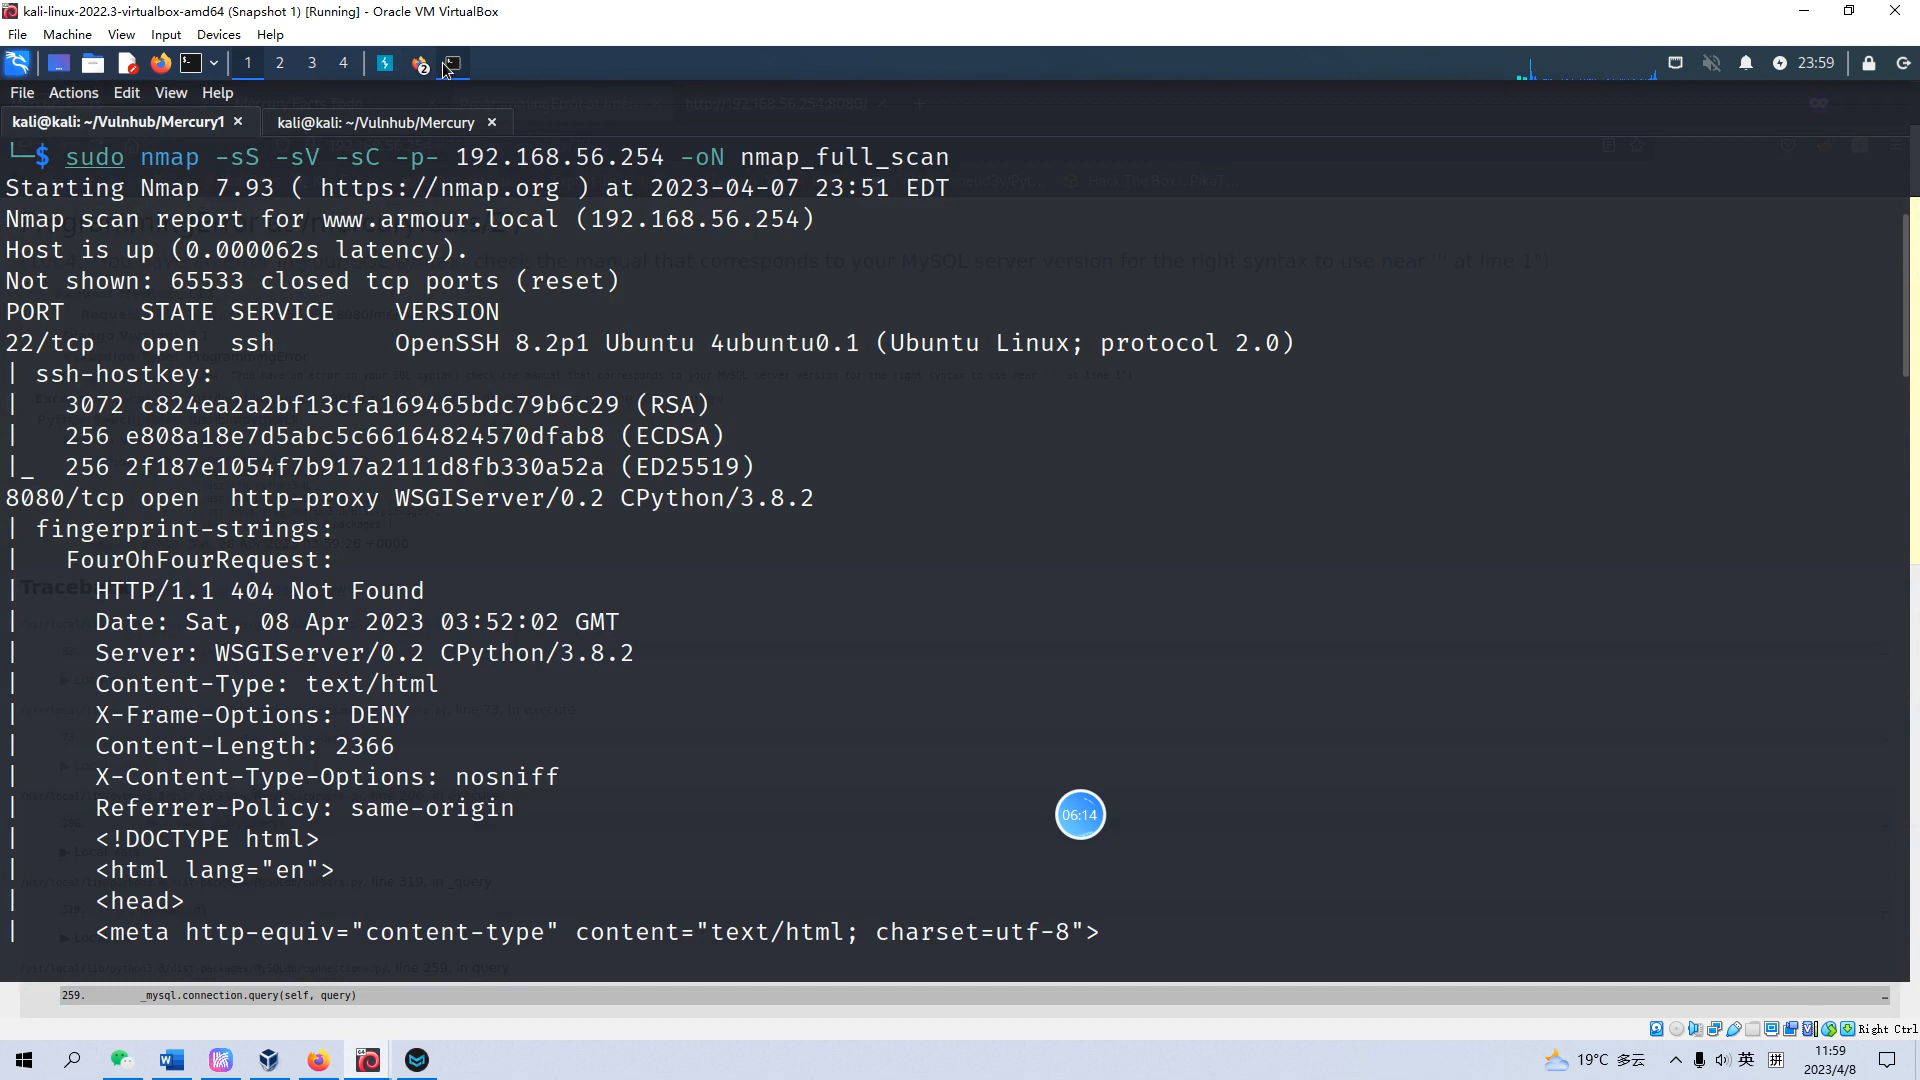 kali-linux-2022.3-virtualbox-amd64 (Snapshot 1) [Running] - Oracle VM VirtualBox
File Machine View Input Devices Help
1 2 3 4 2 23:59
File Actions Edit View Help
kali@kali: ~/Vulnhub/Mercury1 × kali@kali: ~/Vulnhub/Mercury ×
└─$ sudo nmap -sS -sV -sC -p- 192.168.56.254 -oN nmap_full_scan
Starting Nmap 7.93 ( https://nmap.org ) at 2023-04-07 23:51 EDT
Nmap scan report for www.armour.local (192.168.56.254)
Host is up (0.000062s latency).
Not shown: 65533 closed tcp ports (reset)
PORT     STATE SERVICE    VERSION
22/tcp   open  ssh        OpenSSH 8.2p1 Ubuntu 4ubuntu0.1 (Ubuntu Linux; protocol 2.0)
| ssh-hostkey:
|   3072 c824ea2a2bf13cfa169465bdc79b6c29 (RSA)
|   256 e808a18e7d5abc5c66164824570dfab8 (ECDSA)
|_  256 2f187e1054f7b917a2111d8fb330a52a (ED25519)
8080/tcp open  http-proxy WSGIServer/0.2 CPython/3.8.2
| fingerprint-strings:
|   FourOhFourRequest:
|     HTTP/1.1 404 Not Found
|     Date: Sat, 08 Apr 2023 03:52:02 GMT
|     Server: WSGIServer/0.2 CPython/3.8.2
|     Content-Type: text/html
|     X-Frame-Options: DENY
|     Content-Length: 2366
|     X-Content-Type-Options: nosniff
|     Referrer-Policy: same-origin
|     <!DOCTYPE html>
|     <html lang="en">
|     <head>
|     <meta http-equiv="content-type" content="text/html; charset=utf-8">
06:14
259. _mysql.connection.query(self, query)
Right Ctrl
19°C 多云 英 拼 11:59
2023/4/8